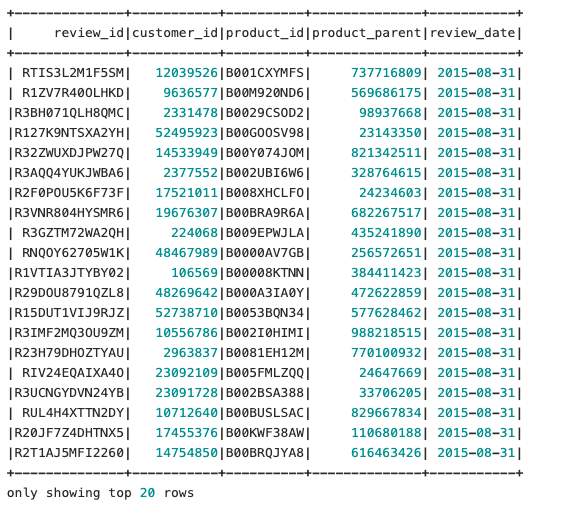 +--------------+-----------+----------+--------------+-----------+
|     review_id|customer_id|product_id|product_parent|review_date|
+--------------+-----------+----------+--------------+-----------+
| RTIS3L2M1F5SM|   12039526|B001CXYMFS|     737716809| 2015-08-31|
| R1ZV7R40OLHKD|    9636577|B00M920ND6|     569686175| 2015-08-31|
|R3BH071QLH8QMC|    2331478|B0029CSOD2|      98937668| 2015-08-31|
|R127K9NTSXA2YH|   52495923|B00GOOSV98|      23143350| 2015-08-31|
|R32ZWUXDJPW27Q|   14533949|B00Y074JOM|     821342511| 2015-08-31|
|R3AQQ4YUKJWBA6|    2377552|B002UBI6W6|     328764615| 2015-08-31|
|R2F0POU5K6F73F|   17521011|B008XHCLFO|      24234603| 2015-08-31|
|R3VNR804HYSMR6|   19676307|B00BRA9R6A|     682267517| 2015-08-31|
| R3GZTM72WA2QH|     224068|B009EPWJLA|     435241890| 2015-08-31|
| RNQOY62705W1K|   48467989|B0000AV7GB|     256572651| 2015-08-31|
|R1VTIA3JTYBY02|     106569|B00008KTNN|     384411423| 2015-08-31|
|R29DOU8791QZL8|   48269642|B000A3IA0Y|     472622859| 2015-08-31|
|R15DUT1VIJ9RJZ|   52738710|B0053BQN34|     577628462| 2015-08-31|
|R3IMF2MQ3OU9ZM|   10556786|B002I0HIMI|     988218515| 2015-08-31|
|R23H79DHOZTYAU|    2963837|B0081EH12M|     770100932| 2015-08-31|
| RIV24EQAIXA4O|   23092109|B005FMLZQQ|      24647669| 2015-08-31|
|R3UCNGYDVN24YB|   23091728|B002BSA388|      33706205| 2015-08-31|
| RUL4H4XTTN2DY|   10712640|B00BUSLSAC|     829667834| 2015-08-31|
|R20JF7Z4DHTNX5|   17455376|B00KWF38AW|     110680188| 2015-08-31|
|R2T1AJ5MFI2260|   14754850|B00BRQJYA8|     616463426| 2015-08-31|
+--------------+-----------+----------+--------------+-----------+
only showing top 20 rows